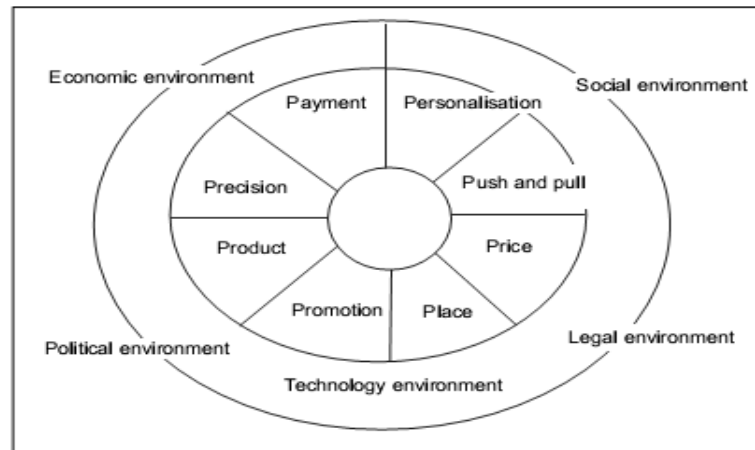 Economic environment
Social environment
Payment
Personalisation
Precision
Push and pull
Product
Price
Promotion
Place
Political environment
Legal environment
Technology environment